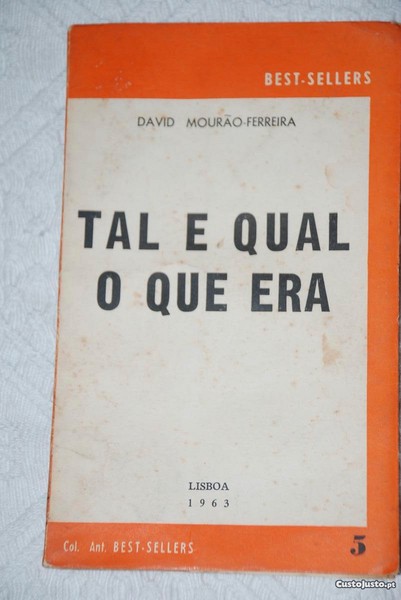 BEST-SELLERS
DAVID MOURÃO-FERREIRA
TAL E QUAL
O QUE ERA
LISBOA
1963
Col. Ant. BEST-SELLERS 5
CustoJusto.pt